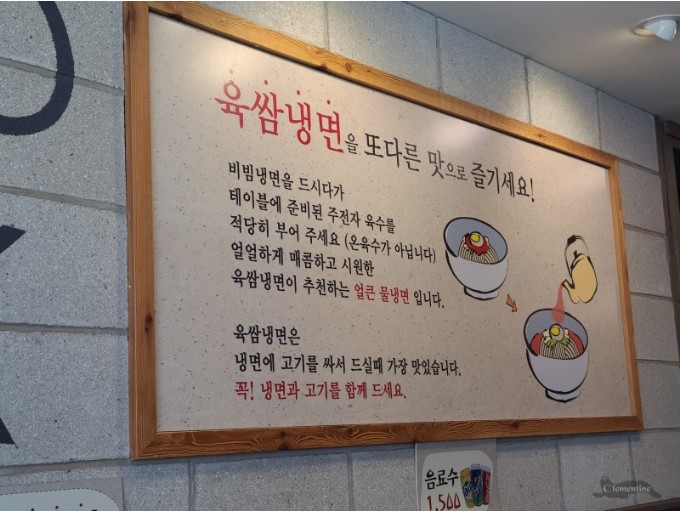 육쌈냉면을 또다른 맛으로 즐기세요!
비빔냉면을 드시다가
테이블에 준비된 주전자 육수를
적당히 부어 주세요 (온육수가 아닙니다)
얼얼하게 매콤하고 시원한
육쌈냉면이 추천하는 얼큰 물냉면 입니다.
육쌈냉면은
냉면에 고기를 싸서 드실때 가장 맛있습니다.
꼭! 냉면과 고기를 함께 드세요.
음료수
1,500
Clementine